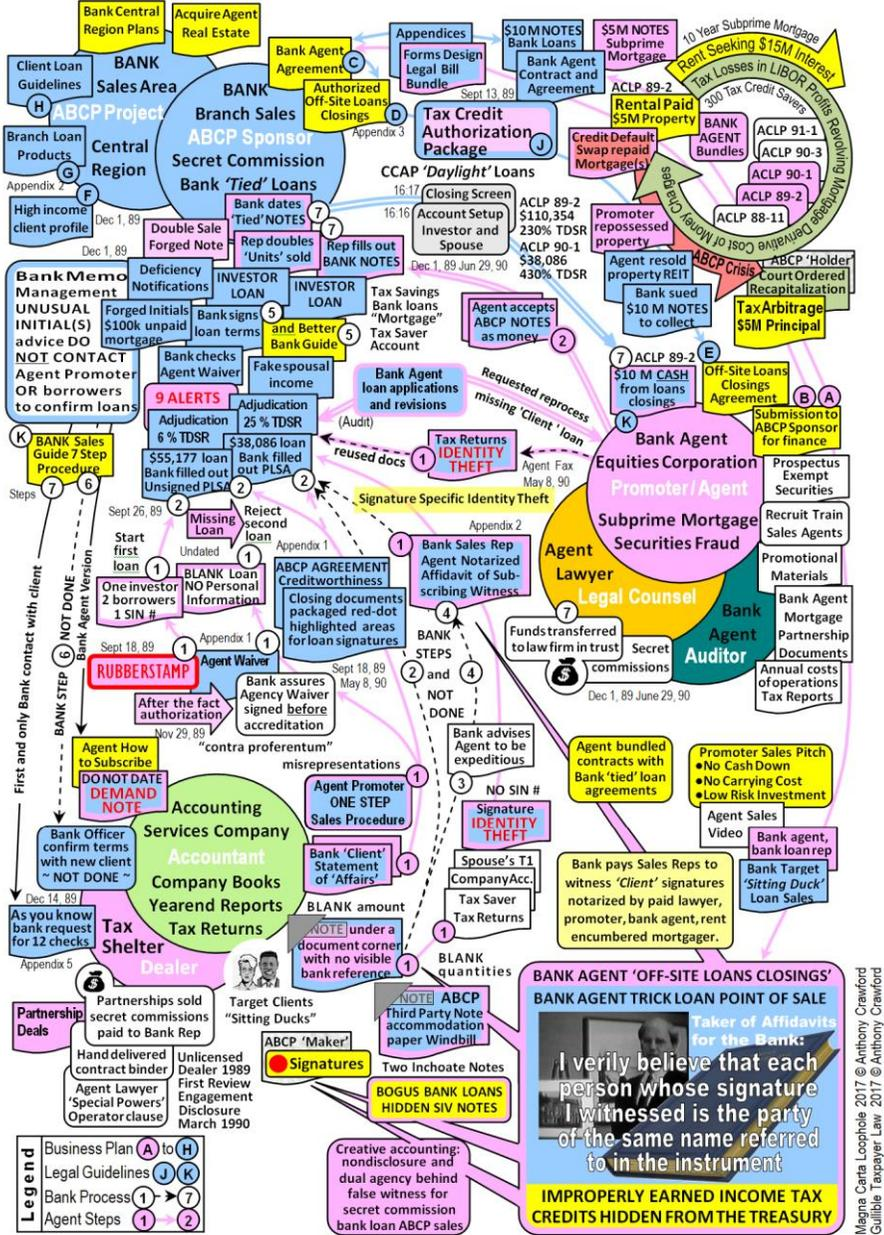 Bank Central
Region Plans
Acquire Agent
Real Estate
Client Loan
Guidelines
H
BANK
Sales Area
ABCP Project
Central
Region
Branch Loan
Products
G
Appendix 2
F
High income
client profile
Dec 1, 89
BANK
Branch Sales
ABCP Sponsor
Secret Commission
Bank 'Tied' Loans
Bank Agent
Agreement
C
Authorized
Off-Site Loans
Closings
D
Appendix 3
Appendices
Forms Design
Legal Bill
Bundle
Sept 13, 89
$10M NOTES
Bank Loans
Bank Agent
Contract and
Agreement
$5M NOTES
Subprime
Mortgage
ACLP 89-2
Rental Paid
$5M Property
Tax Credit
Authorization
Package
J
Credit Default
Swap repaid
Mortgage(s)
10 Year Subprime Mortgage
Rent Seeking $15M Interest
Tax Losses in LIBOR Profits Revolving Mortgage Derivative Cost of Money Charges
300 Tax Credit Savers
BANK
AGENT
Bundles
ACLP 91-1
ACLP 90-3
ACLP 90-1
ACLP 89-2
ACLP 88-11
CCAP 'Daylight' Loans
16:17
Closing Screen
16:16
Account Setup
Investor and
Spouse
Dec 1, 89 Jun 29, 90
ACLP 89-2
$110,354
230% TDSR
ACLP 90-1
$38,086
430% TDSR
Promoter
repossessed
property
Agent resold
property REIT
Bank sued
$10 M NOTES
to collect
ABCP Crisis
ABCP 'Holder'
Court Ordered
Recapitalization
Tax Arbitrage
$5M Principal
Bank dates
'Tied' NOTES
7
7
Double Sale
Forged Note
Dec 1, 89
Rep doubles
'Units' sold
Rep fills out
BANK NOTES
Bank Memo
Management
UNUSUAL
INITIAL(S)
advice DO
NOT CONTACT
Agent Promoter
OR borrowers
to confirm loans
Deficiency
Notifications
INVESTOR
LOAN
INVESTOR
LOAN
Forged Initials
$100k unpaid
mortgage
Bank signs
loan terms
5
and Better
Bank Guide
5
Tax Savings
Bank loans
"Mortgage"
Tax Saver
Account
Agent accepts
ABCP NOTES
as money
2
Bank checks
Agent Waiver
Fake spousal
income
9 ALERTS
Adjudication
6 % TDSR
Adjudication
25 % TDSR
$55,177 loan
Bank filled out
Unsigned PLSA
$38,086 loan
Bank filled
out PLSA
2
2
2
Bank Agent
loan applications
and revisions
(Audit)
Requested reprocess
missing 'Client' loan
reused docs
1
Tax Returns
IDENTITY
THEFT
Agent Fax
May 8, 90
Signature Specific Identity Theft
7
ACLP 89-2
$10 M CASH
from loans
closings
K
E
Off-Site Loans
Closings
Agreement
B
A
Submission to
ABCP Sponsor
for finance
Bank Agent
Equities Corporation
Promoter / Agent
Subprime Mortgage
Securities Fraud
Prospectus
Exempt
Securities
Recruit Train
Sales Agents
Promotional
Materials
Bank Agent
Mortgage
Partnership
Documents
Annual costs
of operations
Tax Reports
Agent
Lawyer
Legal Counsel
Bank
Agent
Auditor
7
Funds transferred
to law firm in trust
$
Secret
commissions
Dec 1, 89 June 29, 90
K
BANK Sales
Guide 7 Step
Procedure
Steps
7
6
First and only Bank contact with client
BANK STEP 6 NOT DONE
Bank Agent Version
Sept 26, 89
Missing
Loan
Reject
second
loan
Undated
Start
first
loan
1
1
One investor
2 borrowers
1 SIN #
BLANK Loan
NO Personal
Information
Appendix 1
ABCP AGREEMENT
Creditworthiness
Closing documents
packaged red-dot
highlighted areas
for loan signatures
Sept 18, 89
May 8, 90
Sept 18, 89
1
RUBBERSTAMP
Appendix 1
1
Agent Waiver
After the fact
authorization
Nov 29, 89
Bank assures
Agency Waiver
signed before
accreditation
"contra proferentum"
Appendix 2
1
Bank Sales Rep
Agent Notarized
Affidavit of Sub-
scribing Witness
4
BANK
STEPS
2
and
4
NOT
DONE
Bank advises
Agent to be
expeditious
3
misrepresentations
1
Agent Promoter
ONE STEP
Sales Procedure
NO SIN #
Signature
IDENTITY
THEFT
Bank 'Client'
Statement
of 'Affairs'
1
Spouse's T1
Company Acc.
Tax Saver
Tax Returns
1
Agent How
to Subscribe
DO NOT DATE
DEMAND
NOTE
Bank Officer
confirm terms
with new client
~ NOT DONE ~
Dec 14, 89
As you know
bank request
for 12 checks
Appendix 5
Accounting
Services Company
Accountant
Company Books
Yearend Reports
Tax Returns
Tax
Shelter
Dealer
BLANK amount
NOTE under a
document corner
with no visible
bank reference
1
BLANK
quantities
NOTE ABCP
Third Party Note
accommodation
paper Windbill
Two Inchoate Notes
Target Clients
"Sitting Ducks"
ABCP 'Maker'
Signatures
BOGUS BANK LOANS
HIDDEN SIV NOTES
Creative accounting:
nondisclosure and
dual agency behind
false witness for
secret commission
bank loan ABCP sales
Partnership
Deals
$
Partnerships sold
secret commissions
paid to Bank Rep
Hand delivered
contract binder
Agent Lawyer
'Special Powers'
Operator clause
Unlicensed
Dealer 1989
First Review
Engagement
Disclosure
March 1990
Agent bundled
contracts with
Bank 'tied' loan
agreements
Promoter Sales Pitch
●No Cash Down
●No Carrying Cost
●Low Risk Investment
Agent Sales
Video
Bank agent,
bank loan rep
Bank Target
'Sitting Duck'
Loan Sales
Bank pays Sales Reps to
witness 'Client' signatures
notarized by paid lawyer,
promoter, bank agent, rent
encumbered mortgager.
BANK AGENT 'OFF-SITE LOANS CLOSINGS'
BANK AGENT TRICK LOAN POINT OF SALE
Taker of Affidavits
for the Bank:
I verily believe that each
person whose signature
I witnessed is the party
of the same name referred
to in the instrument
IMPROPERLY EARNED INCOME TAX
CREDITS HIDDEN FROM THE TREASURY
Legend
Business Plan A to H
Legal Guidelines J K
Bank Process 1 7
Agent Steps 1 2
Magna Carta Loophole 2017 © Anthony Crawford
Gullible Taxpayer Law 2017 © Anthony Crawford